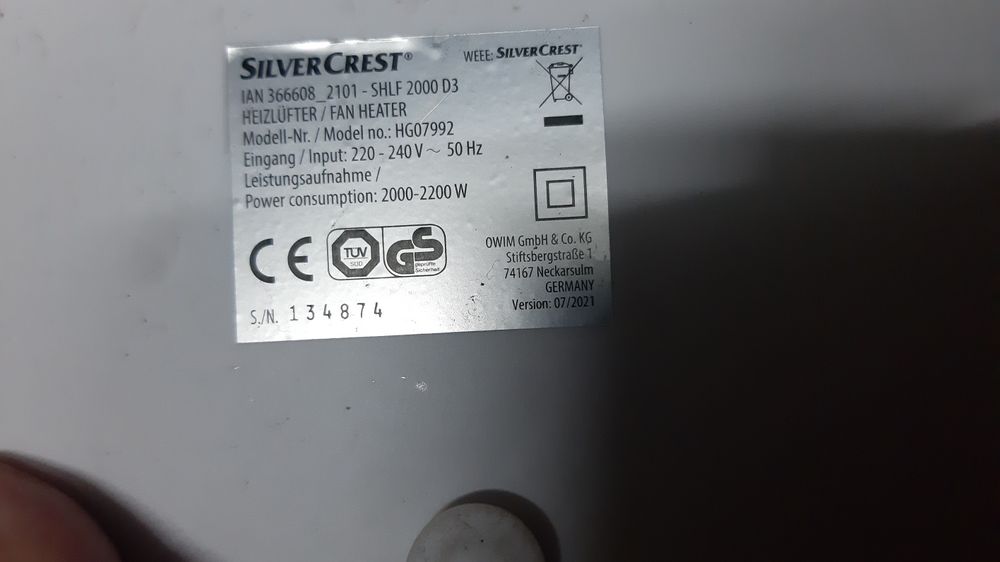 SILVERCREST®
WEEE: SILVERCREST
IAN 366608_2101 - SHLF 2000 D3
HEIZLÜFTER / FAN HEATER
Modell-Nr. / Model no.: HG07992
Eingang / Input: 220 - 240 V ~ 50 Hz
Leistungsaufnahme /
Power consumption: 2000-2200 W
CE
TÜV
SÜD
GS
geprüfte
Sicherheit
OWIM GmbH & Co. KG
Stiftsbergstraße 1
74167 Neckarsulm
GERMANY
Version: 07/2021
S./N. 134874